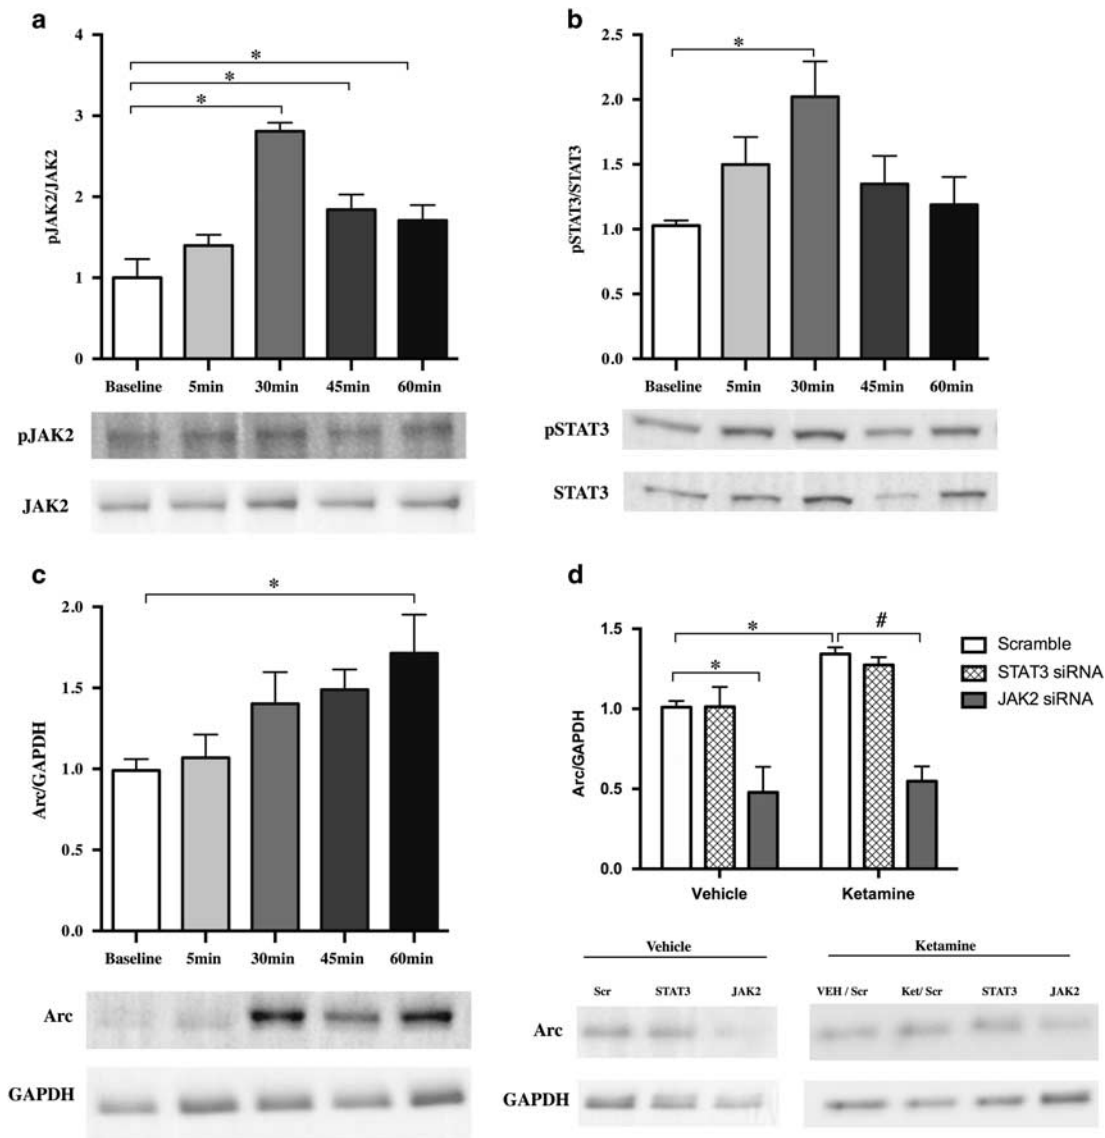 a
4
3
2
1
0
pJAK2/JAK2
*
*
*
Baseline 5min 30min 45min 60min
pJAK2
JAK2
b
2.5
2.0
1.5
1.0
0.5
0.0
pSTAT3/STAT3
*
Baseline 5min 30min 45min 60min
pSTAT3
STAT3
c
2.0
1.5
1.0
0.5
0.0
Arc/GAPDH
*
Baseline 5min 30min 45min 60min
Arc
GAPDH
d
1.5
1.0
0.5
0.0
Arc/GAPDH
*
*
#
Scramble
STAT3 siRNA
JAK2 siRNA
Vehicle Ketamine
Vehicle Ketamine
Scr STAT3 JAK2 VEH / Scr Ket/ Scr STAT3 JAK2
Arc
GAPDH